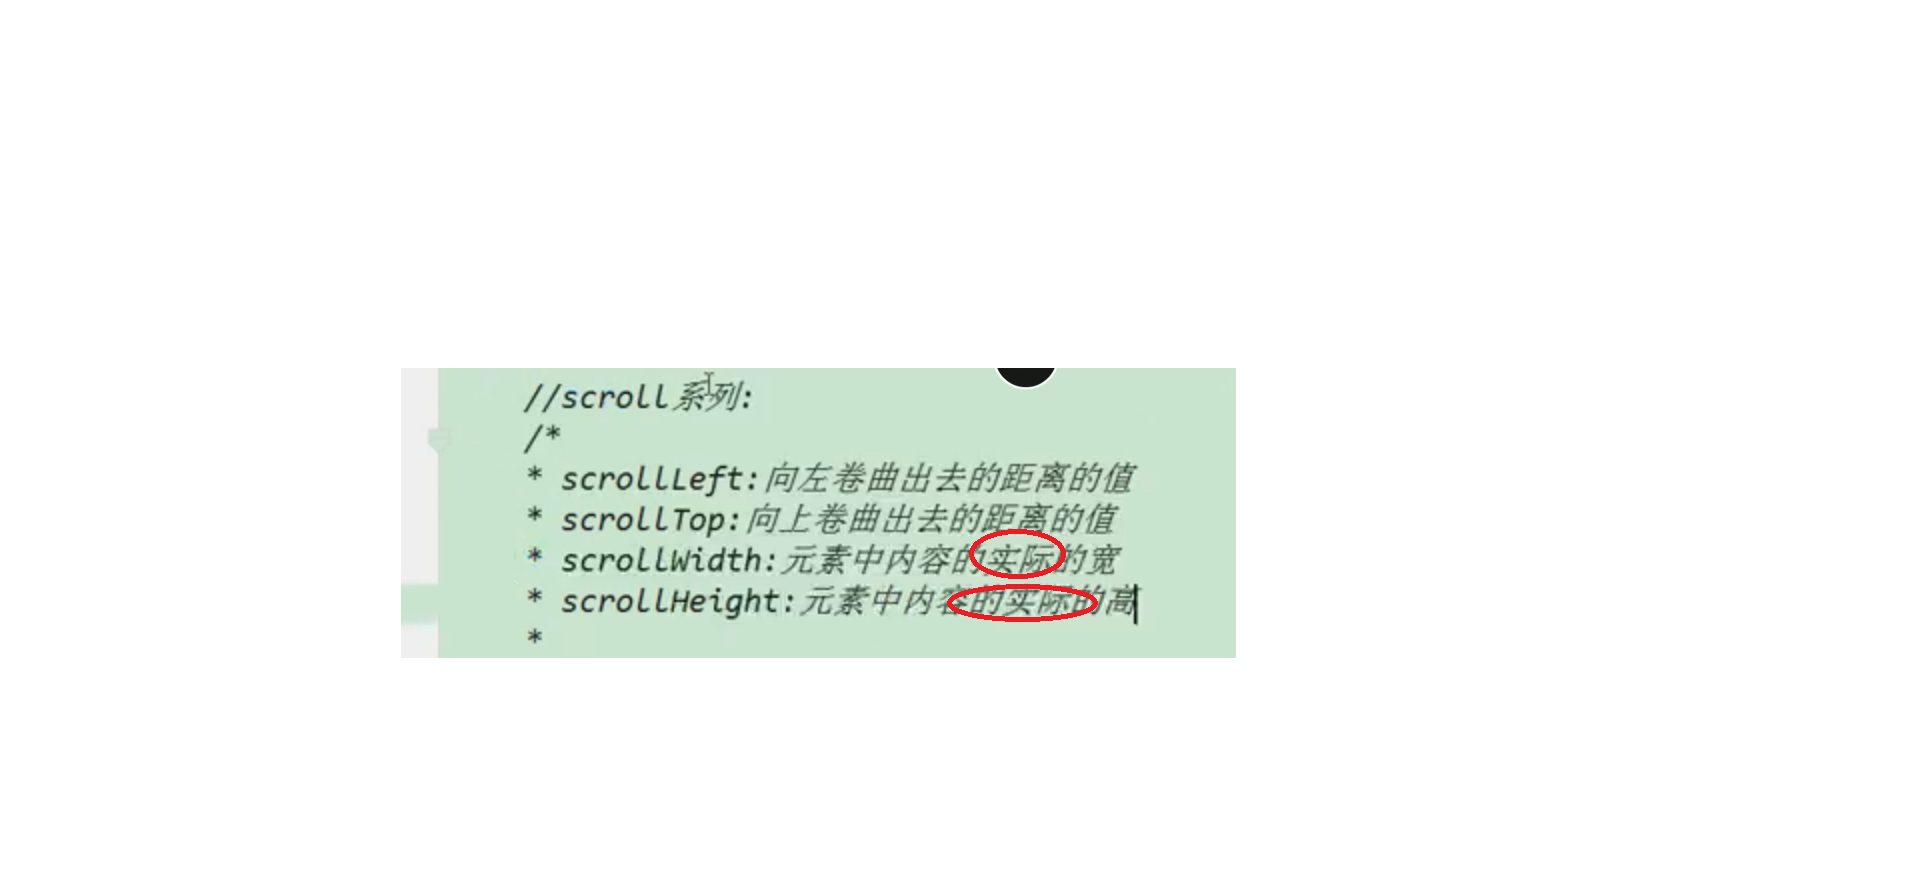 //scroll系列:
/*
* scrollLeft:向左卷曲出去的距离的值
* scrollTop:向上卷曲出去的距离的值
* scrollWidth:元素中内容的实际的宽
* scrollHeight:元素中内容的实际的高
*